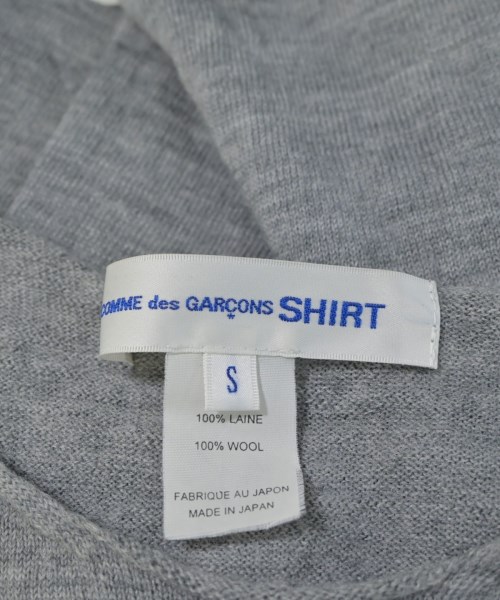 COMME des GARÇONS SHIRT
S
100% LAINE
100% WOOL
FABRIQUE AU JAPON
MADE IN JAPAN